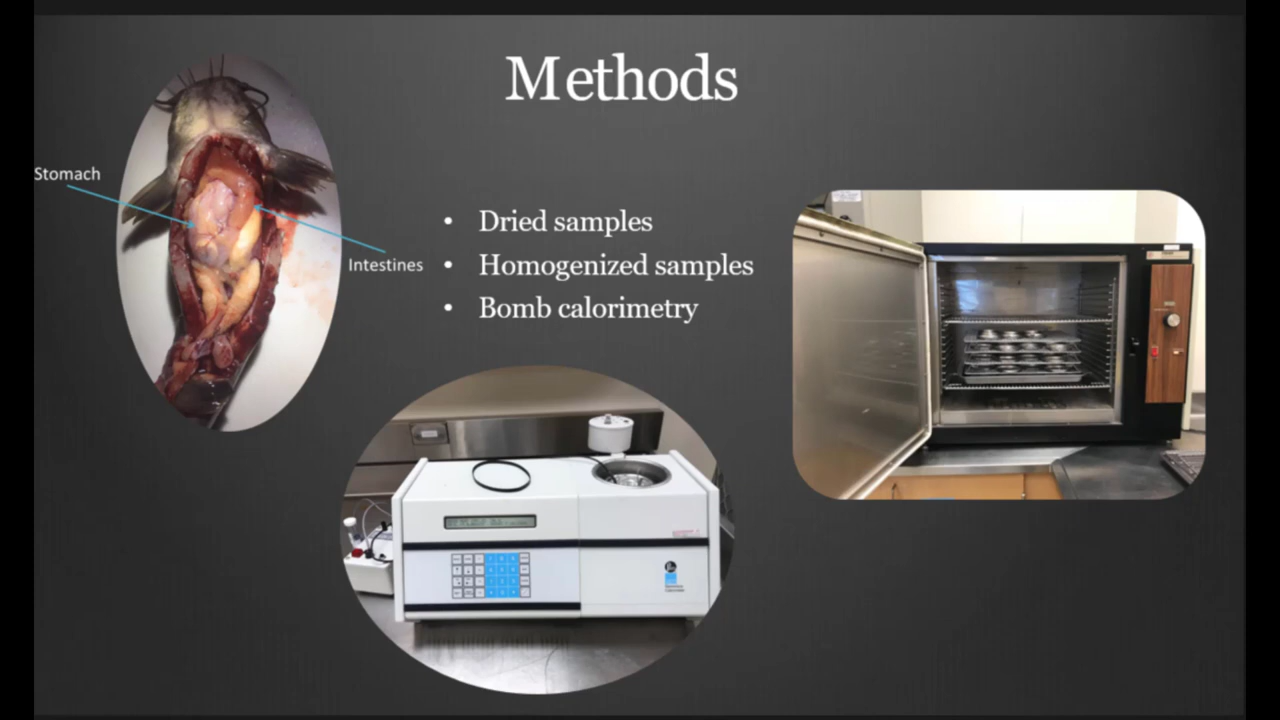 Methods
Stomach
Intestines
• Dried samples
• Homogenized samples
• Bomb calorimetry